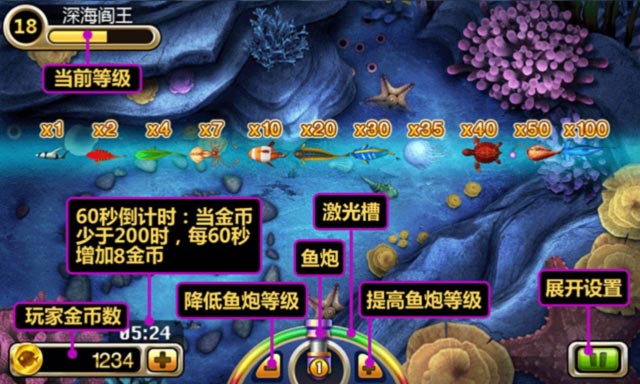 18
深海阎王
当前等级
x1 x2 x4 x7 x10 x20 x30 x35 x40 x50 x100
60秒倒计时：当金币
少于200时，每60秒
增加8金币
激光槽
鱼炮
降低鱼炮等级
提高鱼炮等级
展开设置
玩家金币数
05:24
1234
1